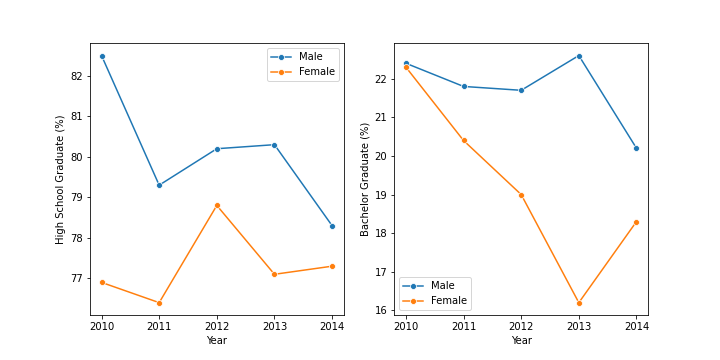 Male
Female
82
81
80
79
78
77
High School Graduate (%)
2010 2011 2012 2013 2014
Year
22
21
20
19
18
17
16
Bachelor Graduate (%)
Male
Female
2010 2011 2012 2013 2014
Year